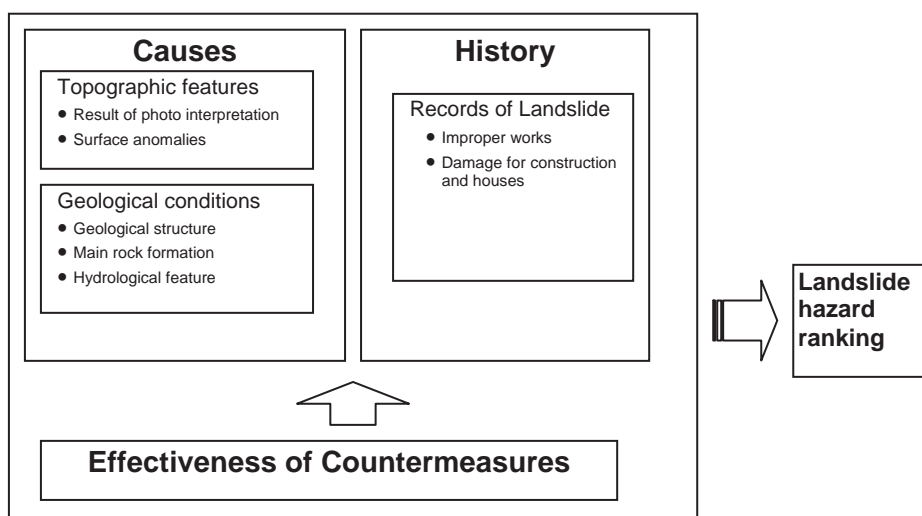 Causes
Topographic features
● Result of photo interpretation
● Surface anomalies
Geological conditions
● Geological structure
● Main rock formation
● Hydrological feature
History
Records of Landslide
● Improper works
● Damage for construction
and houses
Landslide
hazard
ranking
Effectiveness of Countermeasures